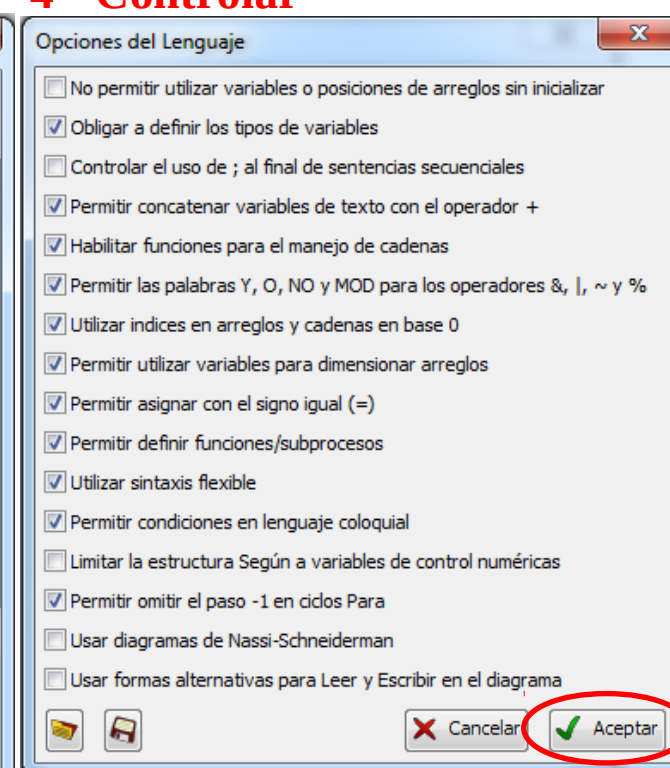 4 - Controlar
Opciones del Lenguaje
No permitir utilizar variables o posiciones de arreglos sin inicializar
Obligar a definir los tipos de variables
Controlar el uso de ; al final de sentencias secuenciales
Permitir concatenar variables de texto con el operador +
Habilitar funciones para el manejo de cadenas
Permitir las palabras Y, O, NO y MOD para los operadores &, |, ~ y %
Utilizar indices en arreglos y cadenas en base 0
Permitir utilizar variables para dimensionar arreglos
Permitir asignar con el signo igual (=)
Permitir definir funciones/subprocesos
Utilizar sintaxis flexible
Permitir condiciones en lenguaje coloquial
Limitar la estructura Según a variables de control numéricas
Permitir omitir el paso -1 en ciclos Para
Usar diagramas de Nassi-Schneiderman
Usar formas alternativas para Leer y Escribir en el diagrama
Cancelar Aceptar